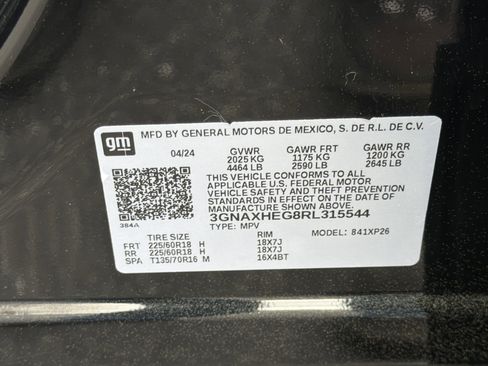 gm
MFD BY GENERAL MOTORS DE MEXICO, S. DE R.L. DE C.V.
04/24 GVWR GAWR FRT GAWR RR
2025 KG 1175 KG 1200 KG
4464 LB 2590 LB 2645 LB
THIS VEHICLE CONFORMS TO ALL
APPLICABLE U.S. FEDERAL MOTOR
VEHICLE SAFETY AND THEFT PREVENTION
STANDARDS IN EFFECT ON THE DATE OF
MANUFACTURE SHOWN ABOVE.
3GNAXHEG8RL315544
384A TYPE: MPV MODEL: 841XP26
TIRE SIZE RIM
FRT 225/60R18 H 18X7J
RR 225/60R18 H 18X7J
SPA T135/70R16 M 16X4BT